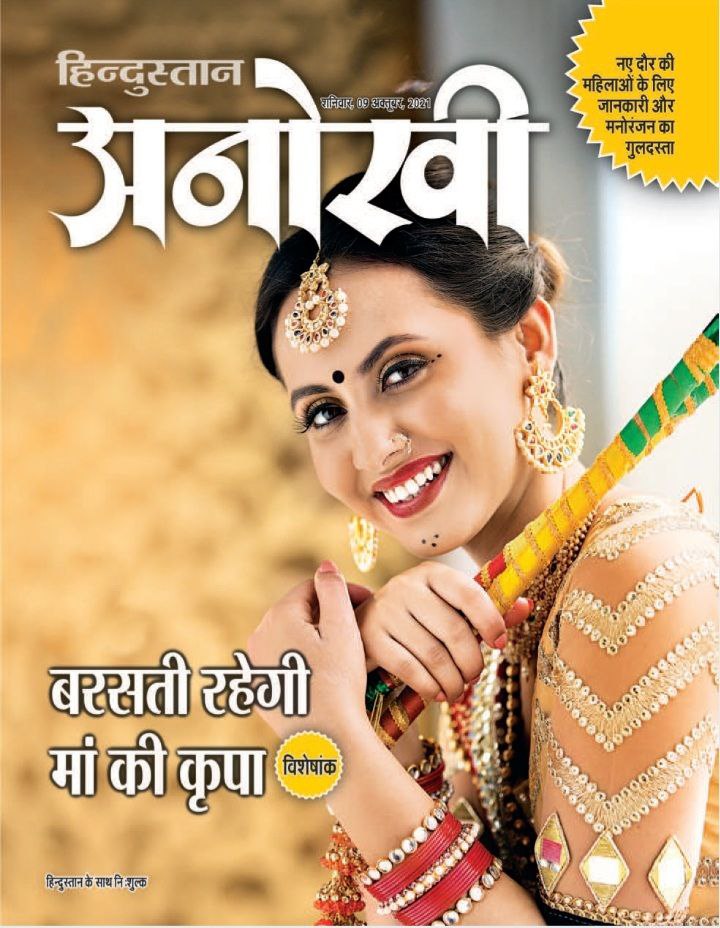 हिन्दुस्तान
अनोखी
शनिवार, 09 अक्तूबर, 2021
नए दौर की
महिलाओं के लिए
जानकारी और
मनोरंजन का
गुलदस्ता
बरसती रहेगी
मां की कृपा
विशेषांक
हिन्दुस्तान के साथ नि:शुल्क